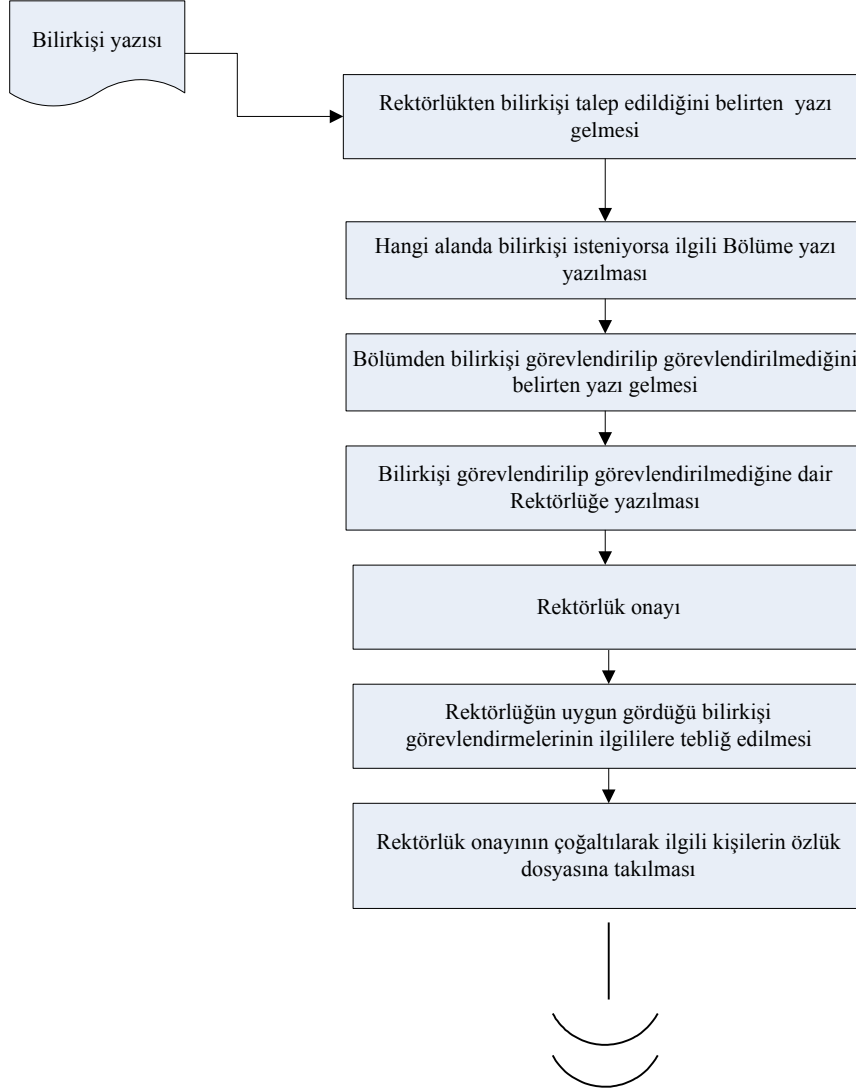 Bilirkişi yazısı
Rektörlükten bilirkişi talep edildiğini belirten yazı
gelmesi
Hangi alanda bilirkişi isteniyorsa ilgili Bölüme yazı
yazılması
Bölümden bilirkişi görevlendirilip görevlendirilmediğini
belirten yazı gelmesi
Bilirkişi görevlendirilip görevlendirilmediğine dair
Rektörlüğe yazılması
Rektörlük onayı
Rektörlüğün uygun gördüğü bilirkişi
görevlendirmelerinin ilgililere tebliğ edilmesi
Rektörlük onayının çoğaltılarak ilgili kişilerin özlük
dosyasına takılması